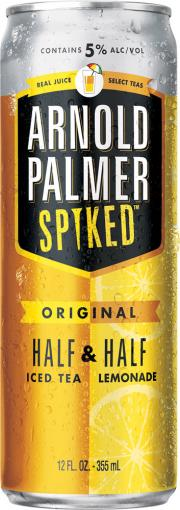 CONTAINS 5% ALC/VOL
REAL JUICE SELECT TEAS
ARNOLD
PALMER
SPIKED™
ORIGINAL
HALF & HALF
ICED TEA LEMONADE
12 FL. OZ. - 355 mL